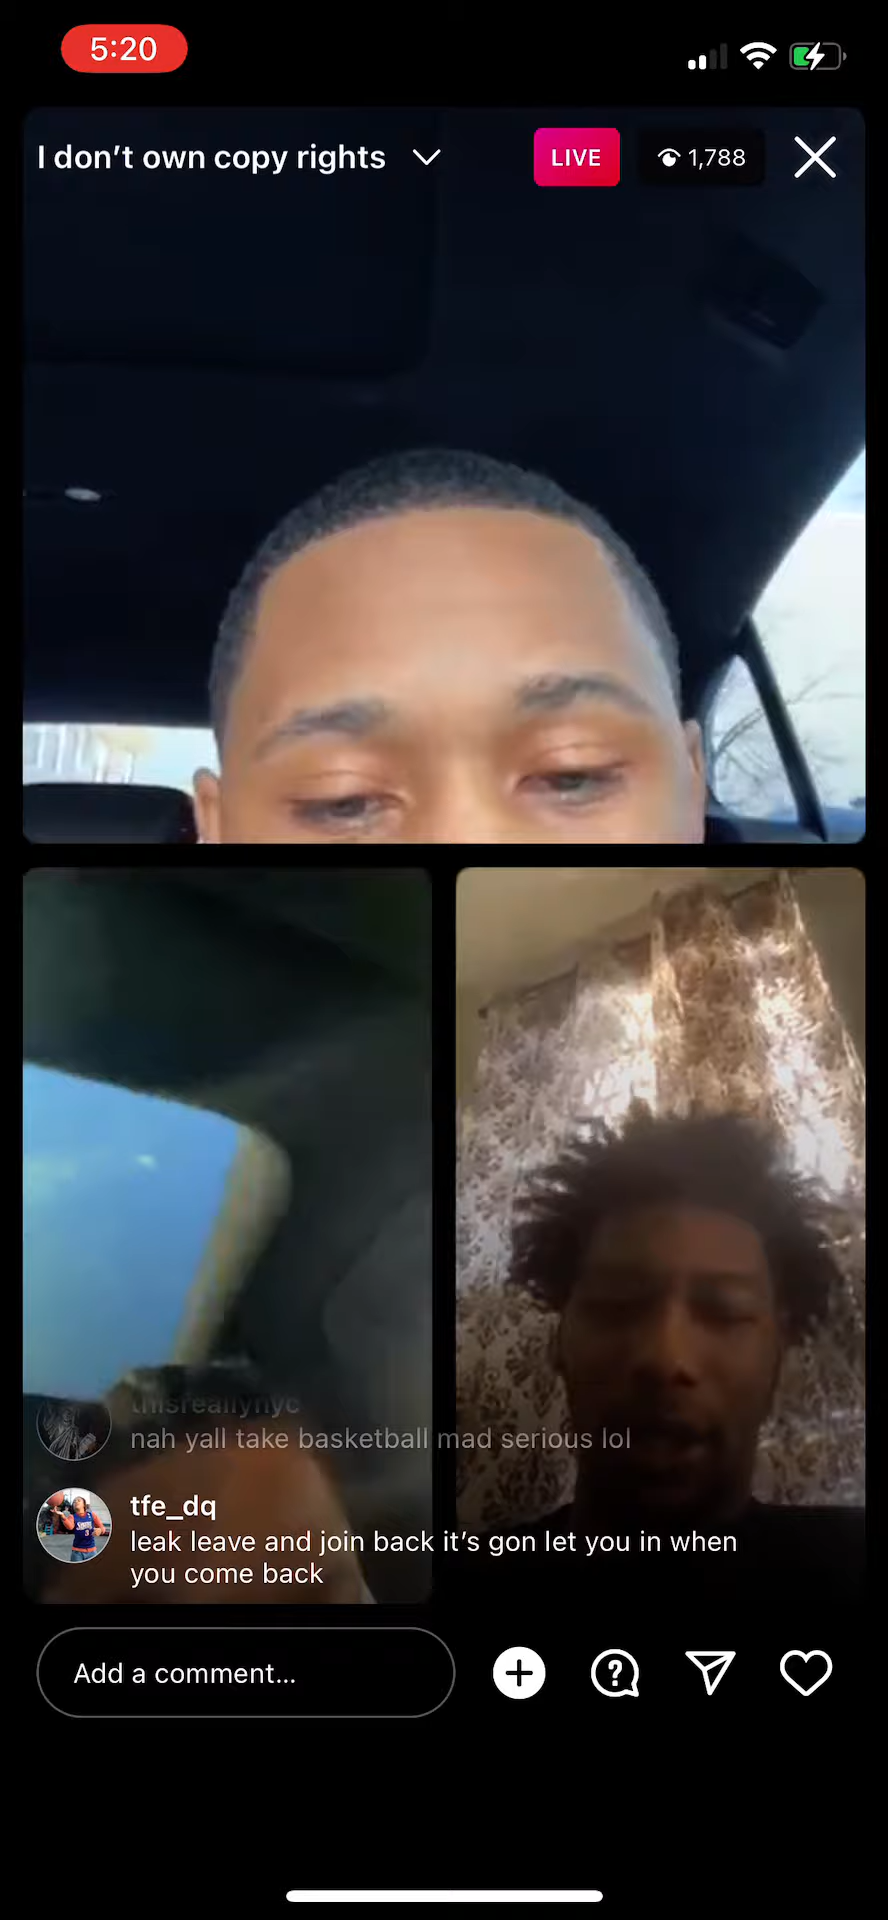 5:20
I don't own copy rights
LIVE
1,788
thisreallynyc
nah yall take basketball mad serious lol
tfe_dq
leak leave and join back it's gon let you in when
you come back
Add a comment...